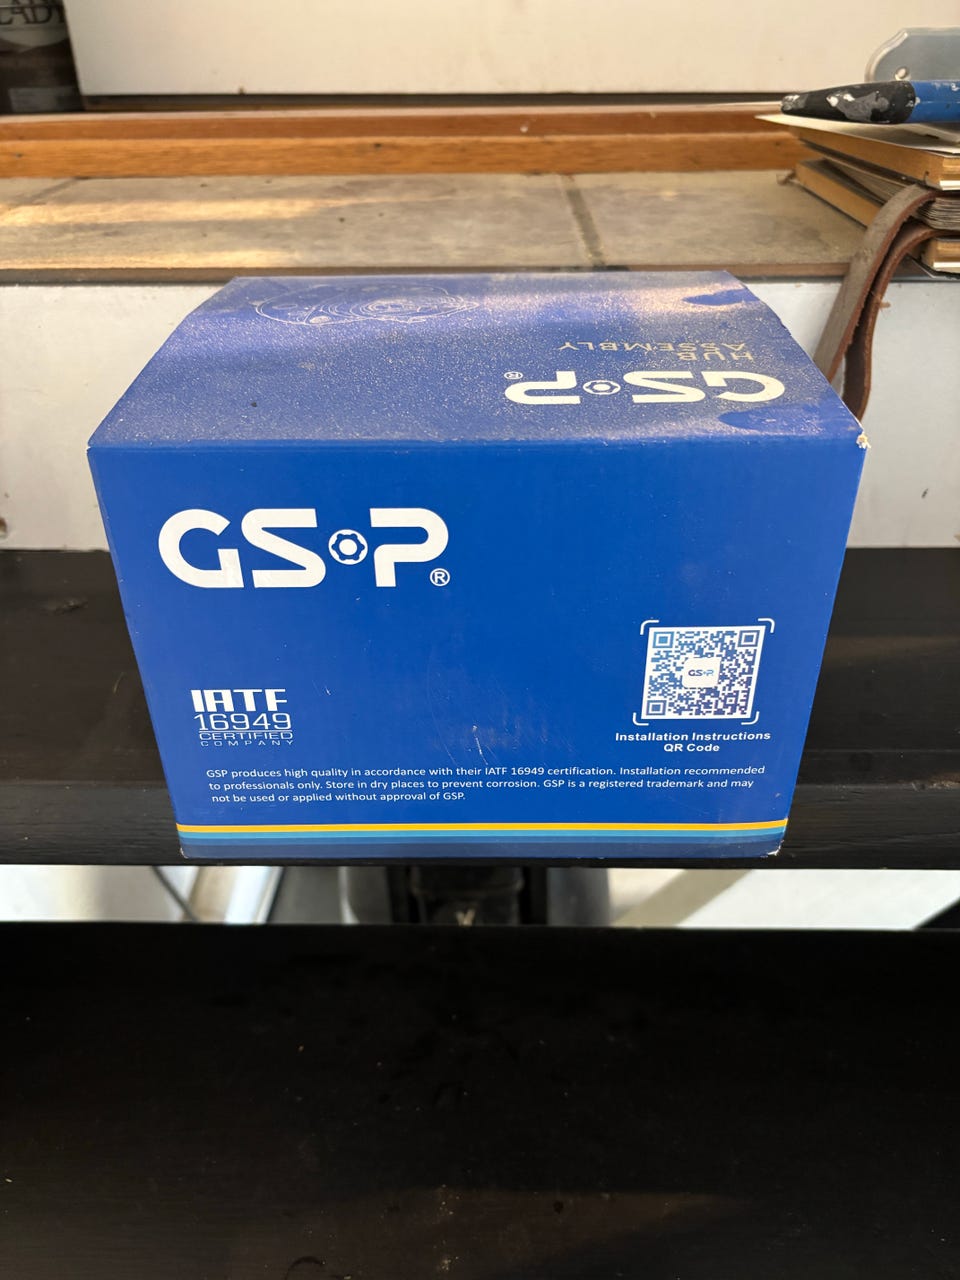 HUB
ASSEMBLY
GSP®
GSP®
IATF
16949
CERTIFIED
COMPANY
GSP
Installation Instructions
QR Code
GSP produces high quality in accordance with their IATF 16949 certification. Installation recommended
to professionals only. Store in dry places to prevent corrosion. GSP is a registered trademark and may
not be used or applied without approval of GSP.